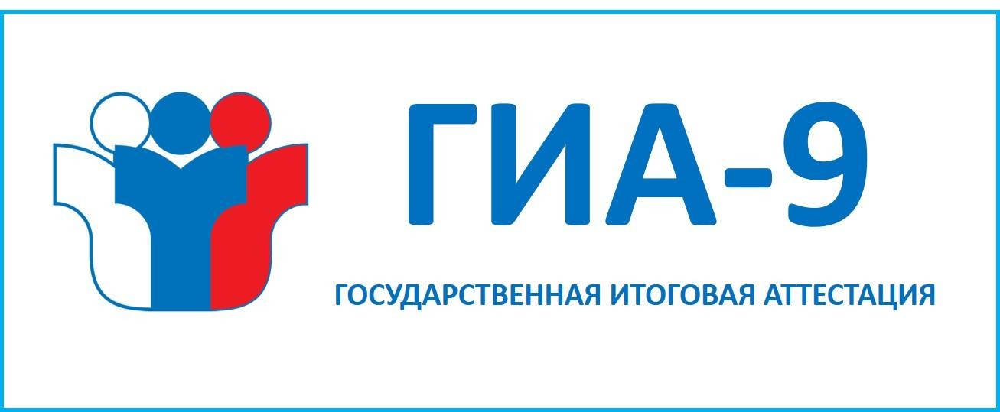 ГИА-9
ГОСУДАРСТВЕННАЯ ИТОГОВАЯ АТТЕСТАЦИЯ